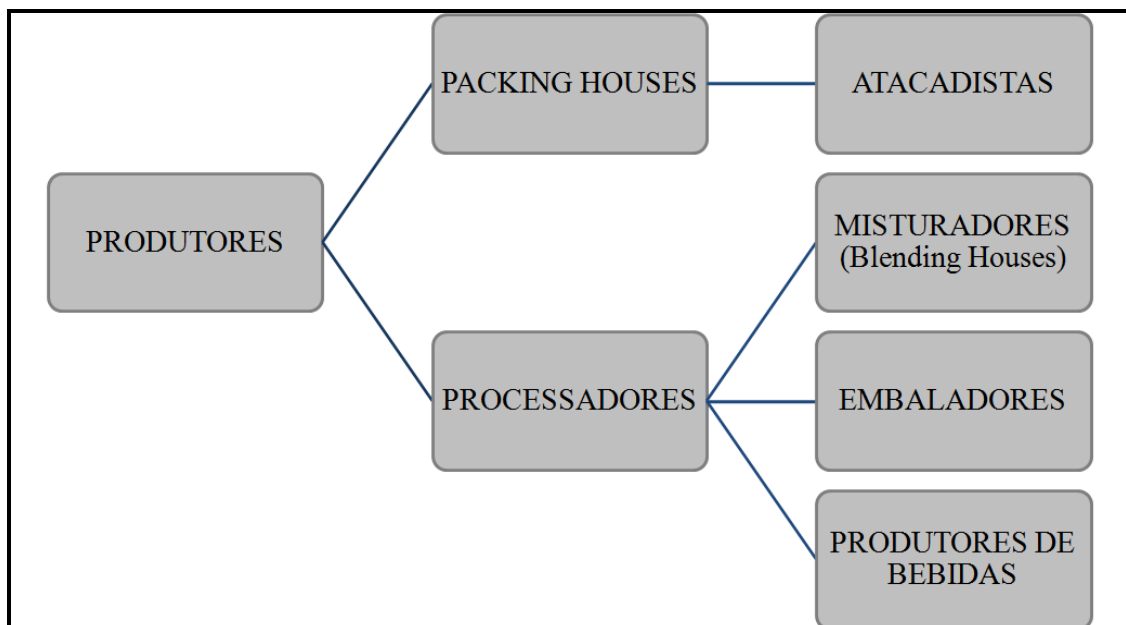 PRODUTORES
PACKING HOUSES
PROCESSADORES
ATACADISTAS
MISTURADORES
(Blending Houses)
EMBALADORES
PRODUTORES DE
BEBIDAS